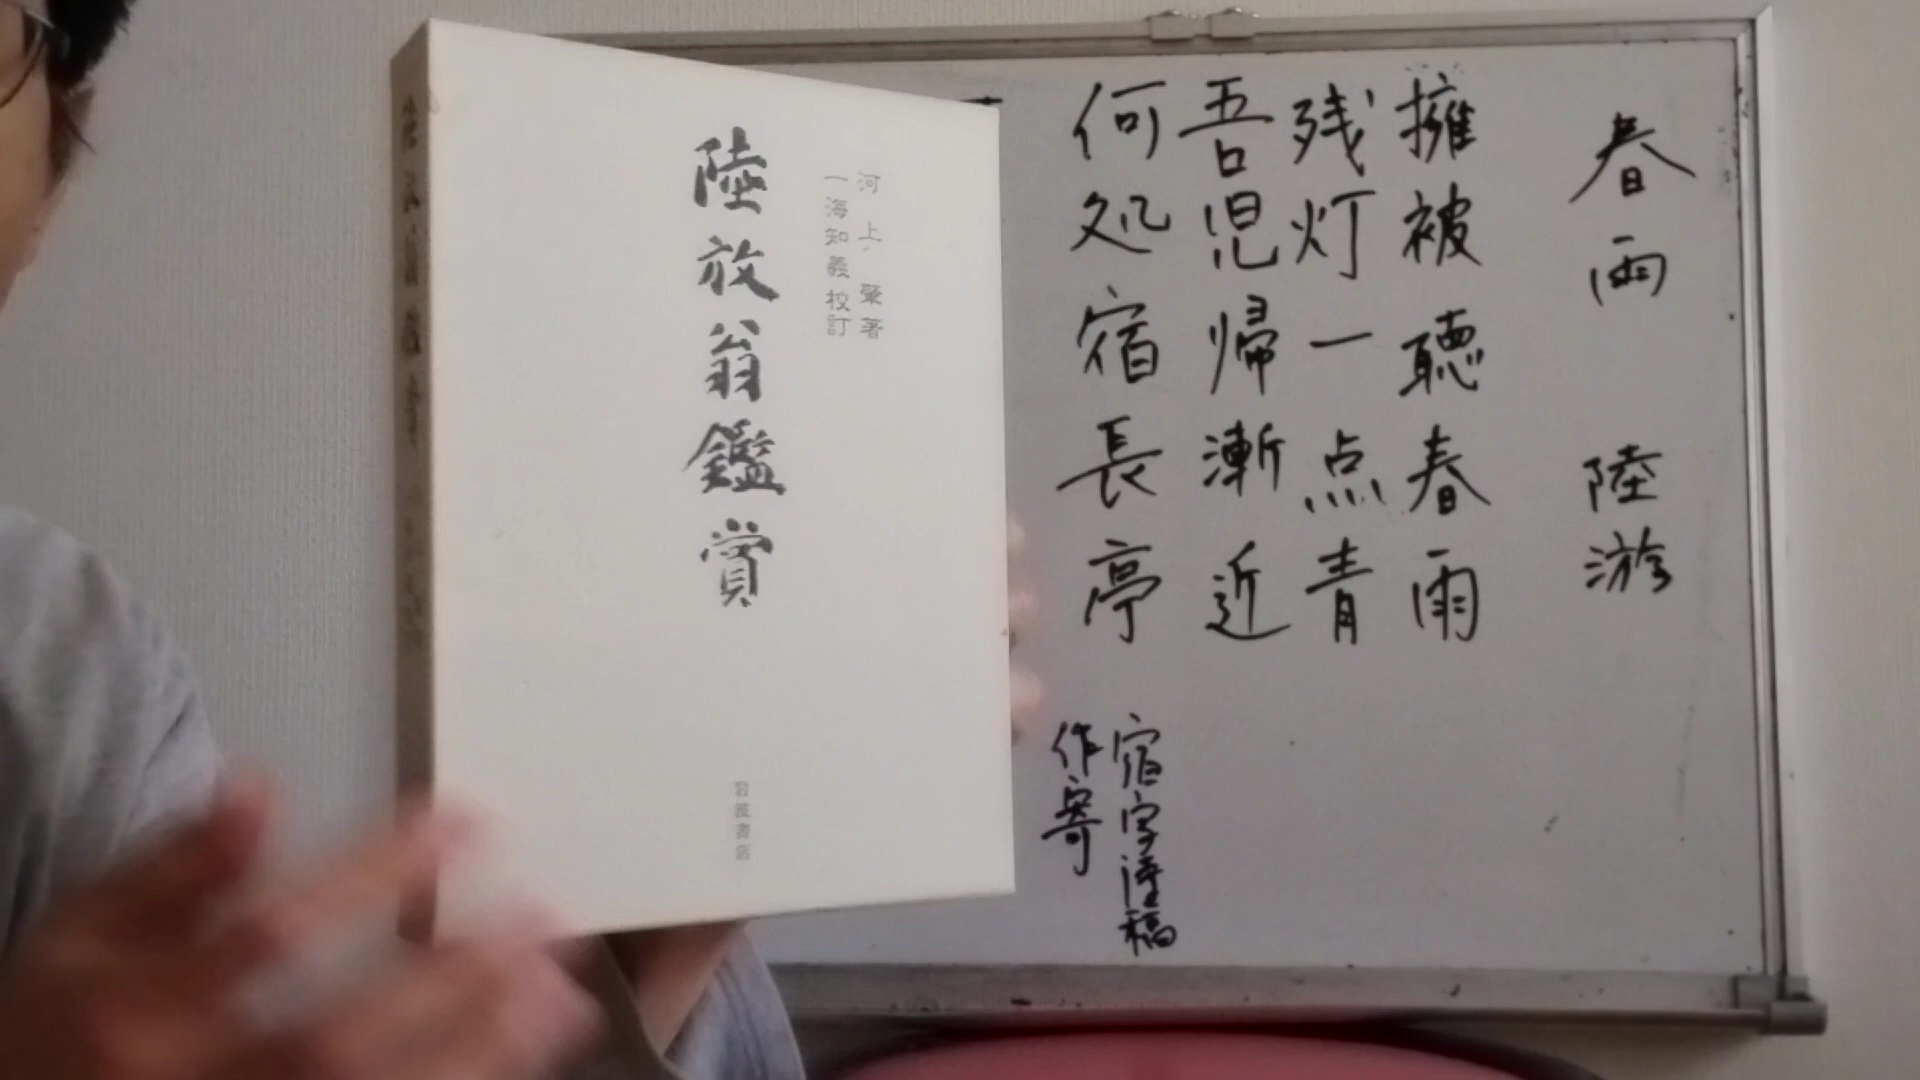 春雨 陸游
擁被聴春雨
残灯一点青
吾児帰漸近
何処宿長亭
宿字濤稿
作寄
河上肇著
一海知義校訂
陸放翁鑑賞
岩波書店